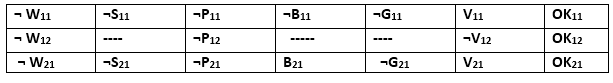 ¬ W11 ¬S11 ¬P11 ¬B11 ¬G11 V11 OK11
¬ W12 ---- ¬P12 ----- ---- ¬V12 OK12
¬ W21 ¬S21 ¬P21 B21 ¬G21 V21 OK21